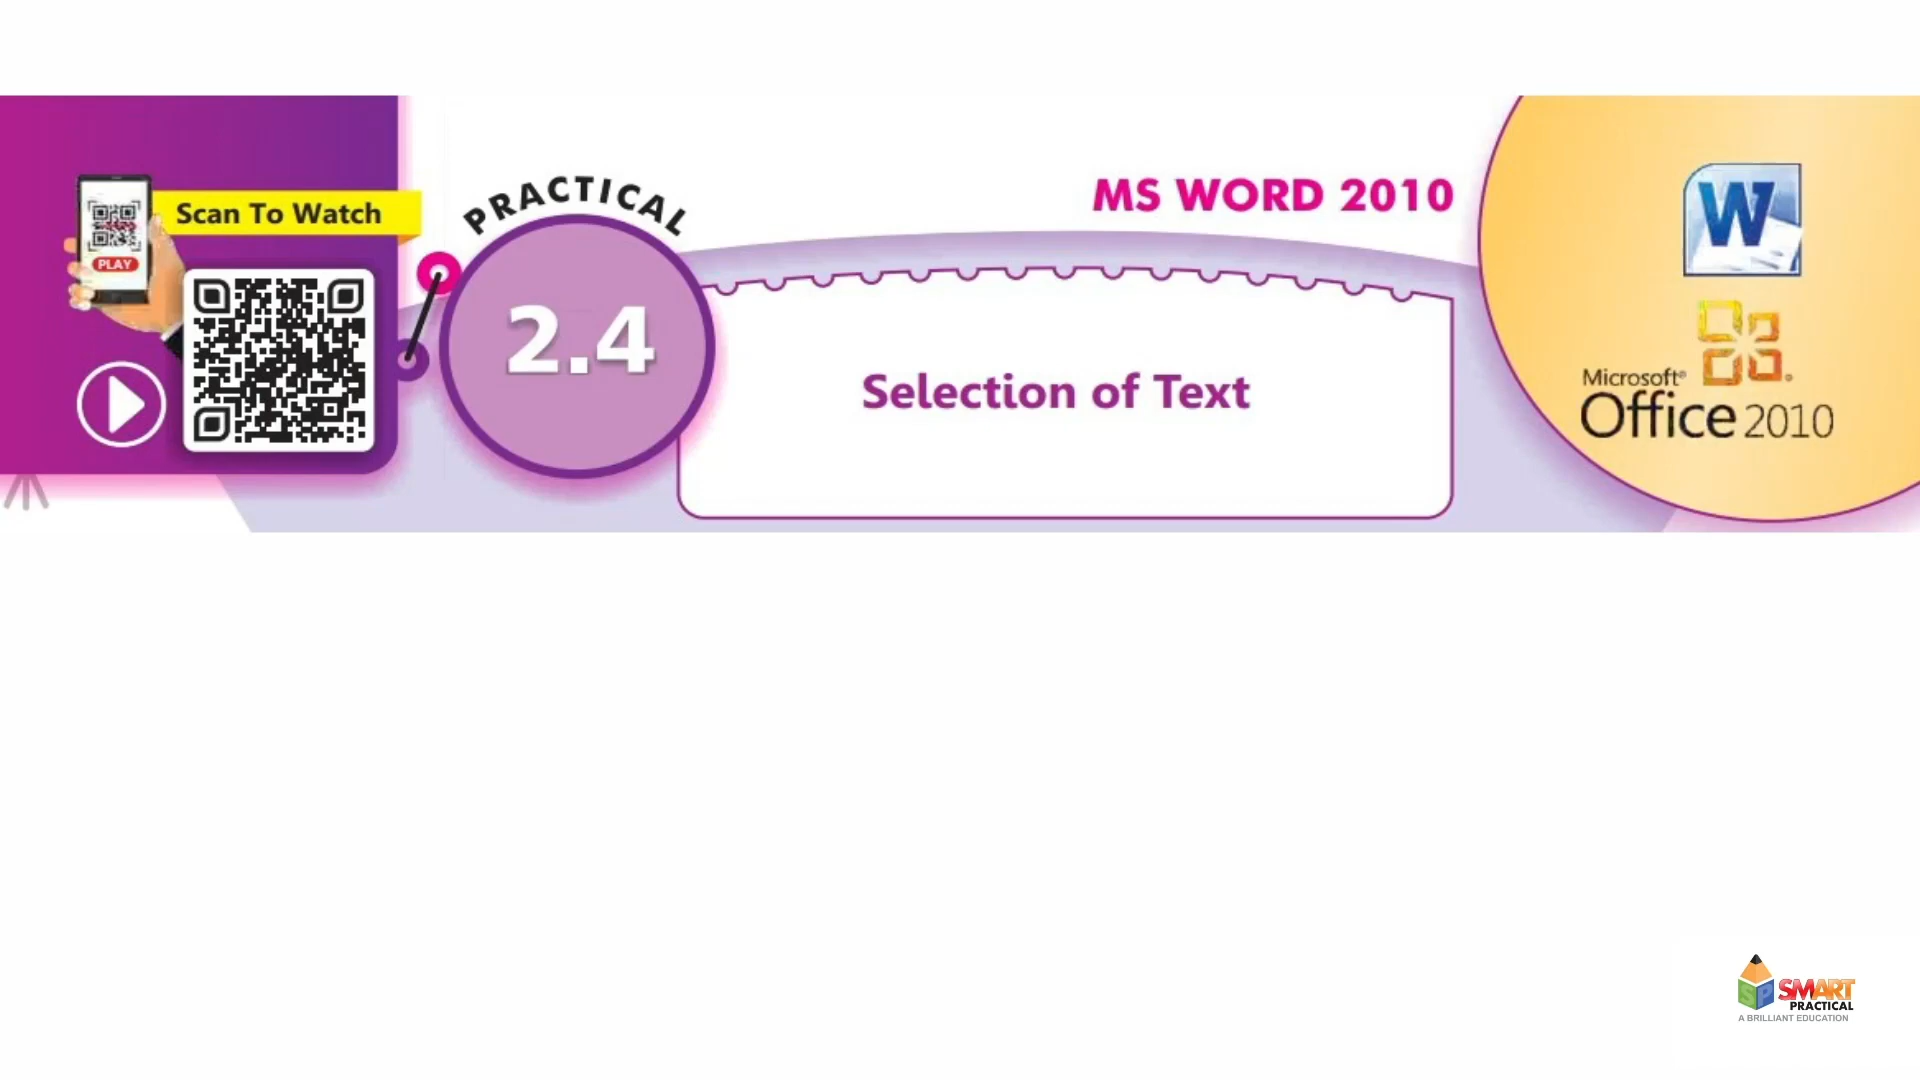 Scan To Watch
PLAY
PRACTICAL
2.4
MS WORD 2010
Selection of Text
W
Microsoft®
Office 2010
SP SMART
PRACTICAL
A BRILLIANT EDUCATION